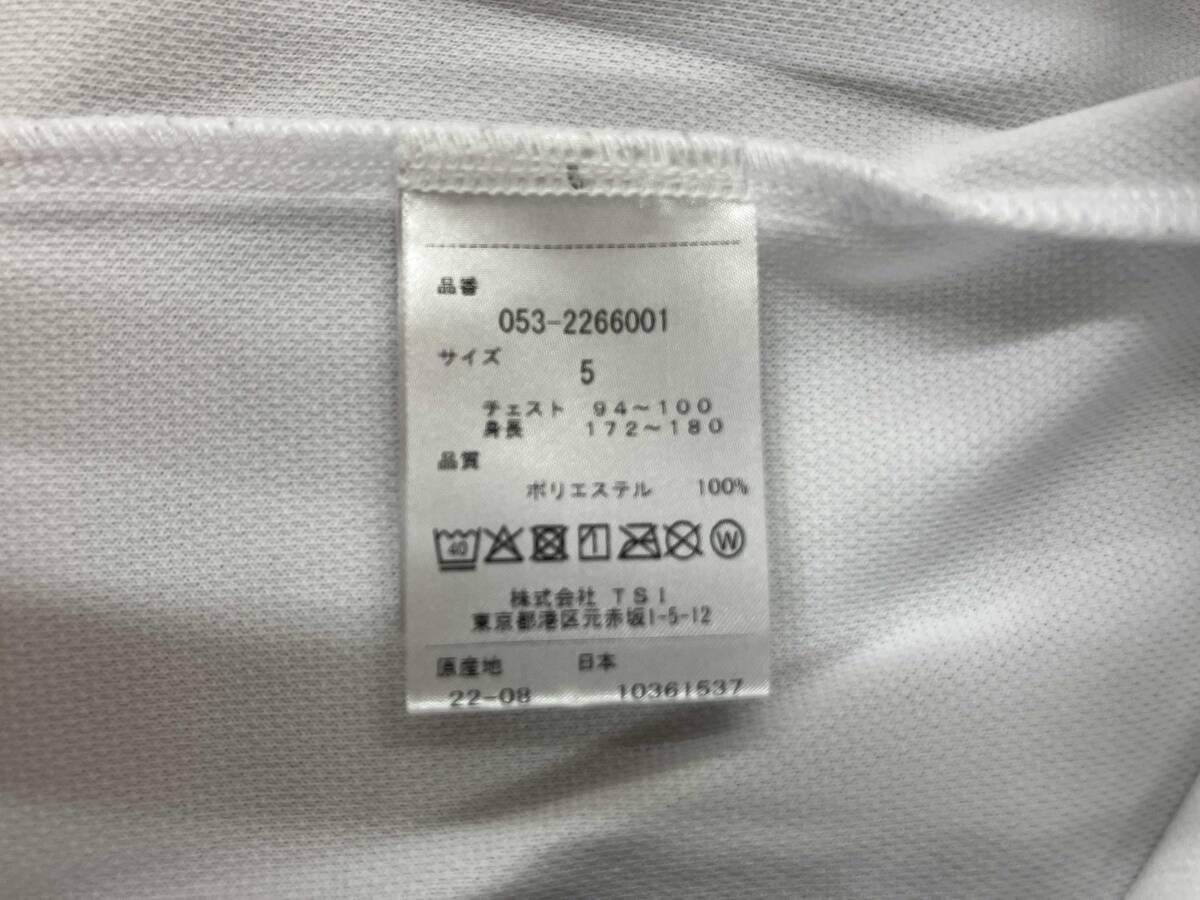 品番
053-2266001
サイズ
5
チェスト 94~100
身長 172~180
品質
ポリエステル 100%
40 W
株式会社 TSI
東京都港区元赤坂1-5-12
原産地 日本
22-08 10361537